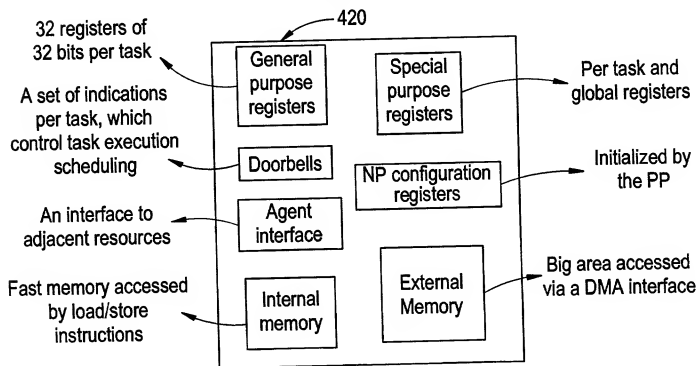 420
32 registers of
32 bits per task
General
purpose
registers
Special
purpose
registers
Per task and
global registers
A set of indications
per task, which
control task execution
scheduling
Doorbells
NP configuration
registers
Initialized by
the PP
An interface to
adjacent resources
Agent
interface
Fast memory accessed
by load/store
instructions
Internal
memory
External
Memory
Big area accessed
via a DMA interface